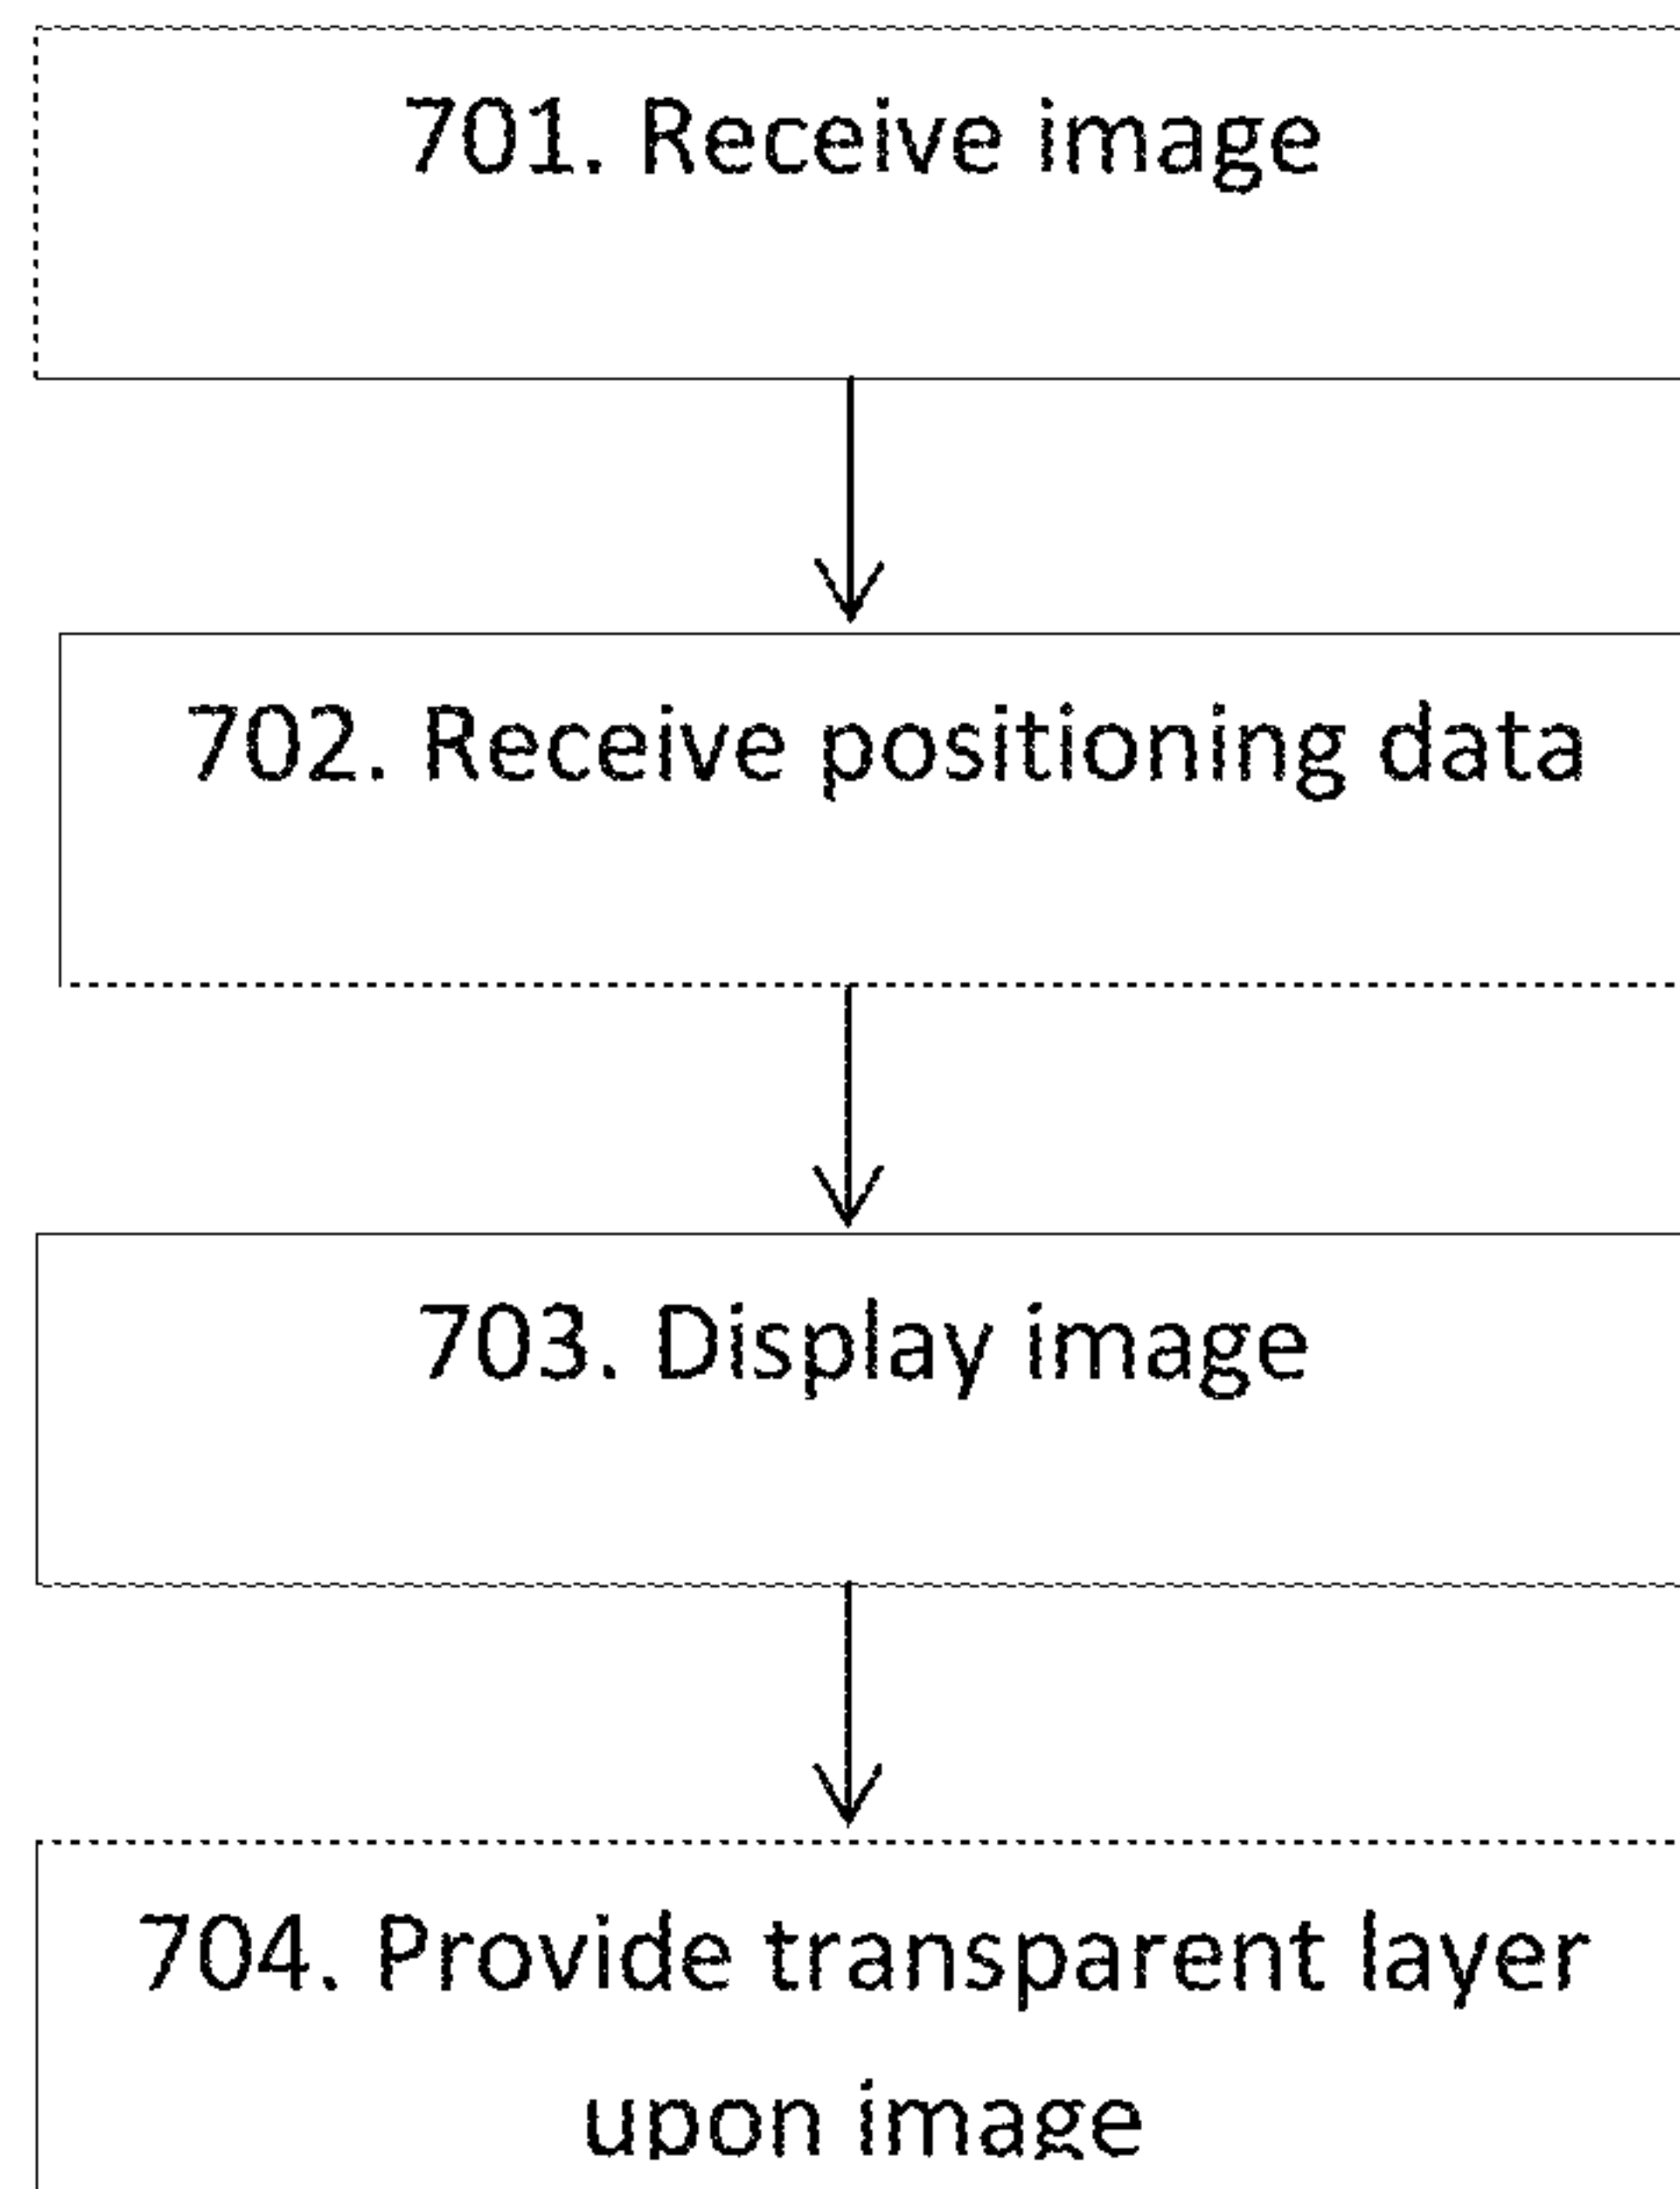 701. Receive image
702. Receive positioning data
703. Display image
704. Provide transparent layer
upon image